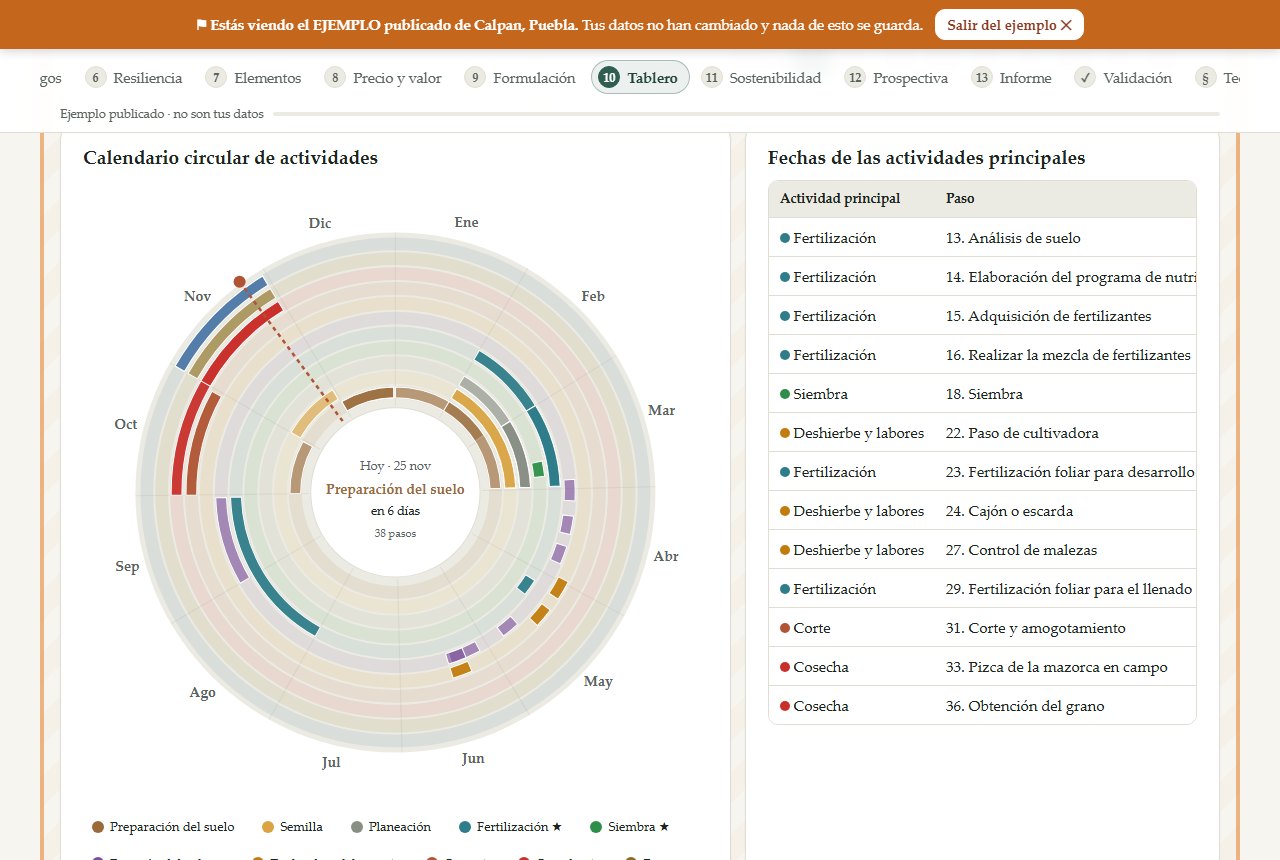 ⚑ Estás viendo el EJEMPLO publicado de Calpan, Puebla. Tus datos no han cambiado y nada de esto se guarda. Salir del ejemplo ✕
gos 6 Resiliencia 7 Elementos 8 Precio y valor 9 Formulación 10 Tablero 11 Sostenibilidad 12 Prospectiva 13 Informe ✓ Validación §
Ejemplo publicado · no son tus datos
Calendario circular de actividades
Dic
Ene
Nov
Feb
Oct
Mar
Hoy · 25 nov
Preparación del suelo
en 6 días
38 pasos
Sep
Abr
Ago
May
Jul
Jun
Preparación del suelo
Semilla
Planeación
Fertilización ★
Siembra ★
Fechas de las actividades principales
Actividad principal Paso
Fertilización 13. Análisis de suelo
Fertilización 14. Elaboración del programa de nutri
Fertilización 15. Adquisición de fertilizantes
Fertilización 16. Realizar la mezcla de fertilizantes
Siembra 18. Siembra
Deshierbe y labores 22. Paso de cultivadora
Fertilización 23. Fertilización foliar para desarrollo
Deshierbe y labores 24. Cajón o escarda
Deshierbe y labores 27. Control de malezas
Fertilización 29. Fertilización foliar para el llenado
Corte 31. Corte y amogotamiento
Cosecha 33. Pizca de la mazorca en campo
Cosecha 36. Obtención del grano